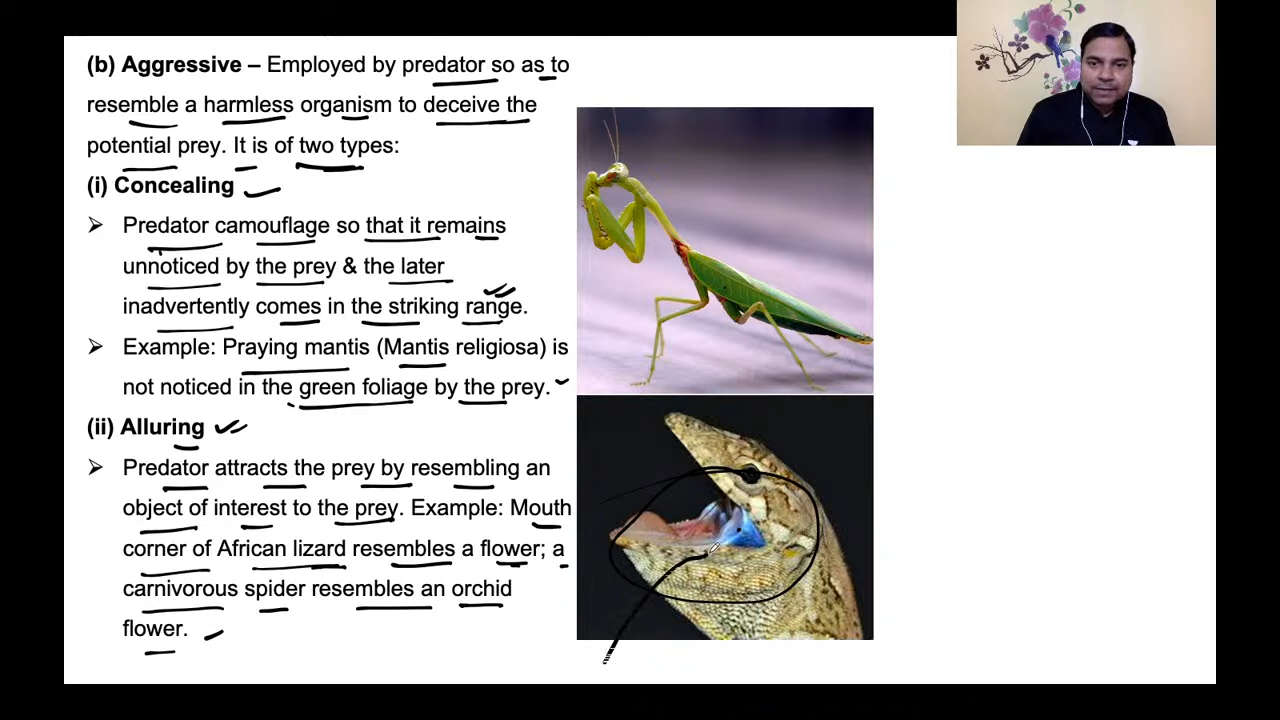 (b) Aggressive – Employed by predator so as to
resemble a harmless organism to deceive the
potential prey. It is of two types:
(i) Concealing
➢ Predator camouflage so that it remains
unnoticed by the prey & the later
inadvertently comes in the striking range.
➢ Example: Praying mantis (Mantis religiosa) is
not noticed in the green foliage by the prey.
(ii) Alluring
➢ Predator attracts the prey by resembling an
object of interest to the prey. Example: Mouth
corner of African lizard resembles a flower; a
carnivorous spider resembles an orchid
flower.